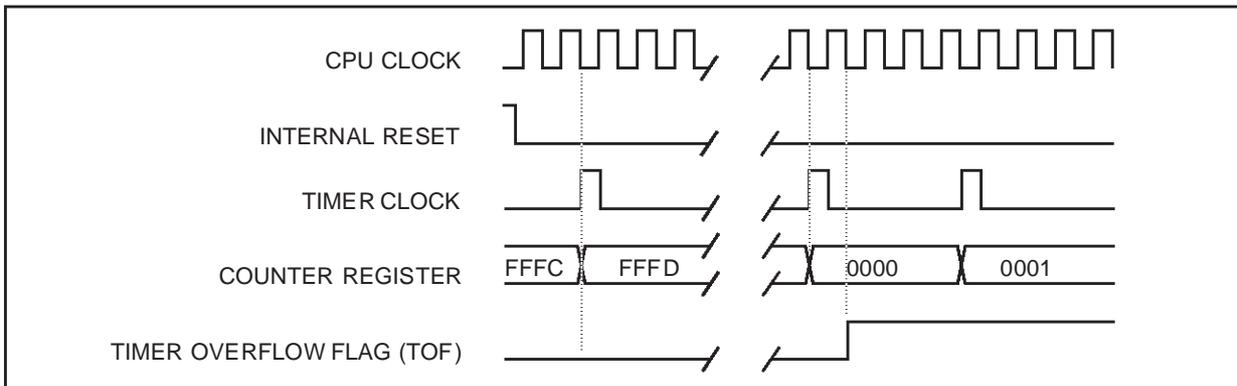 CPU CLOCK
INTERNAL RESET
TIMER CLOCK
COUNTER REGISTER FFFC FFFD 0000 0001
TIMER OVERFLOW FLAG (TOF)